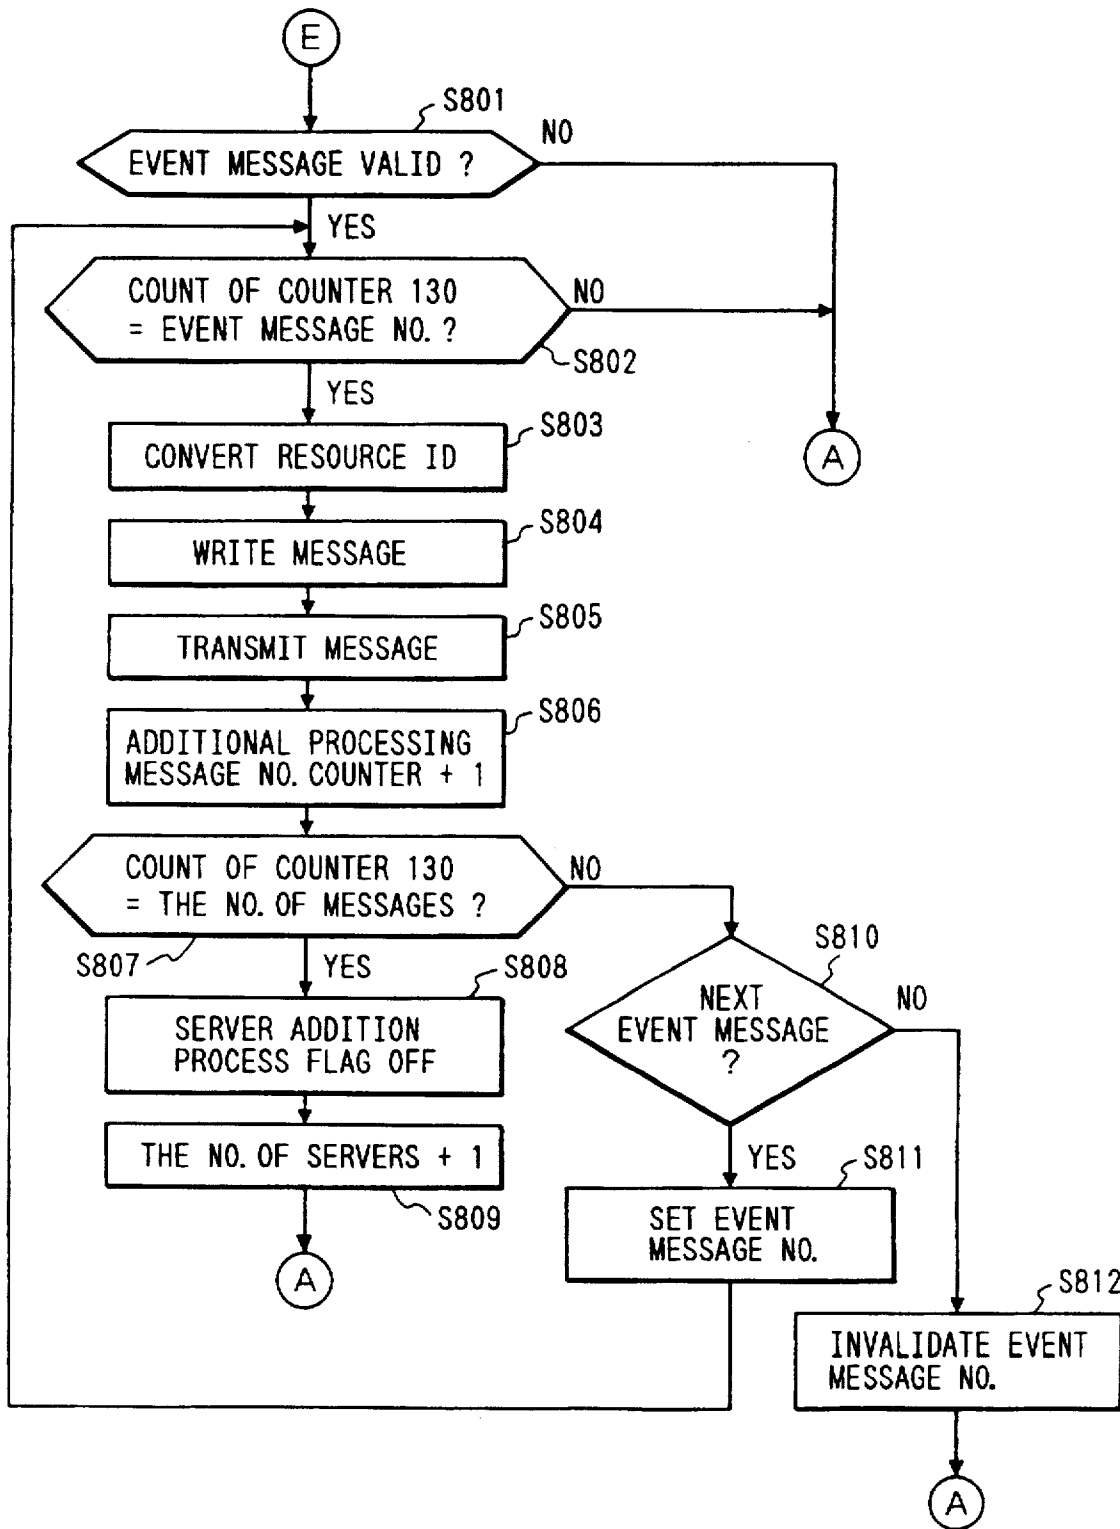 E
S801
EVENT MESSAGE VALID ?
NO
YES
COUNT OF COUNTER 130
= EVENT MESSAGE NO. ?
NO
S802
YES
S803
CONVERT RESOURCE ID
A
S804
WRITE MESSAGE
S805
TRANSMIT MESSAGE
S806
ADDITIONAL PROCESSING
MESSAGE NO. COUNTER + 1
COUNT OF COUNTER 130
= THE NO. OF MESSAGES ?
NO
S807
YES
S808
SERVER ADDITION
PROCESS FLAG OFF
S810
NEXT
EVENT MESSAGE
?
NO
THE NO. OF SERVERS + 1
S809
A
YES
S811
SET EVENT
MESSAGE NO.
S812
INVALIDATE EVENT
MESSAGE NO.
A